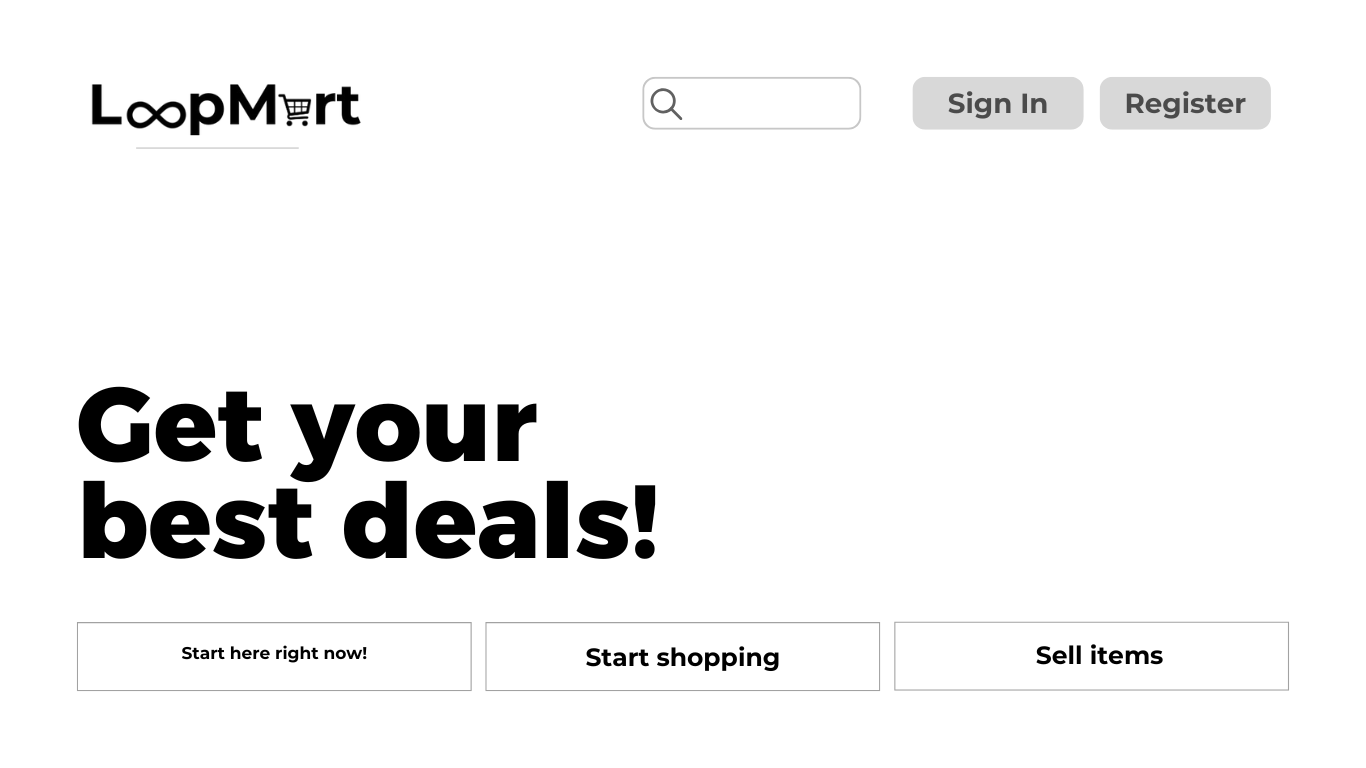 LoopMart
Sign In
Register
Get your
best deals!
Start here right now!
Start shopping
Sell items